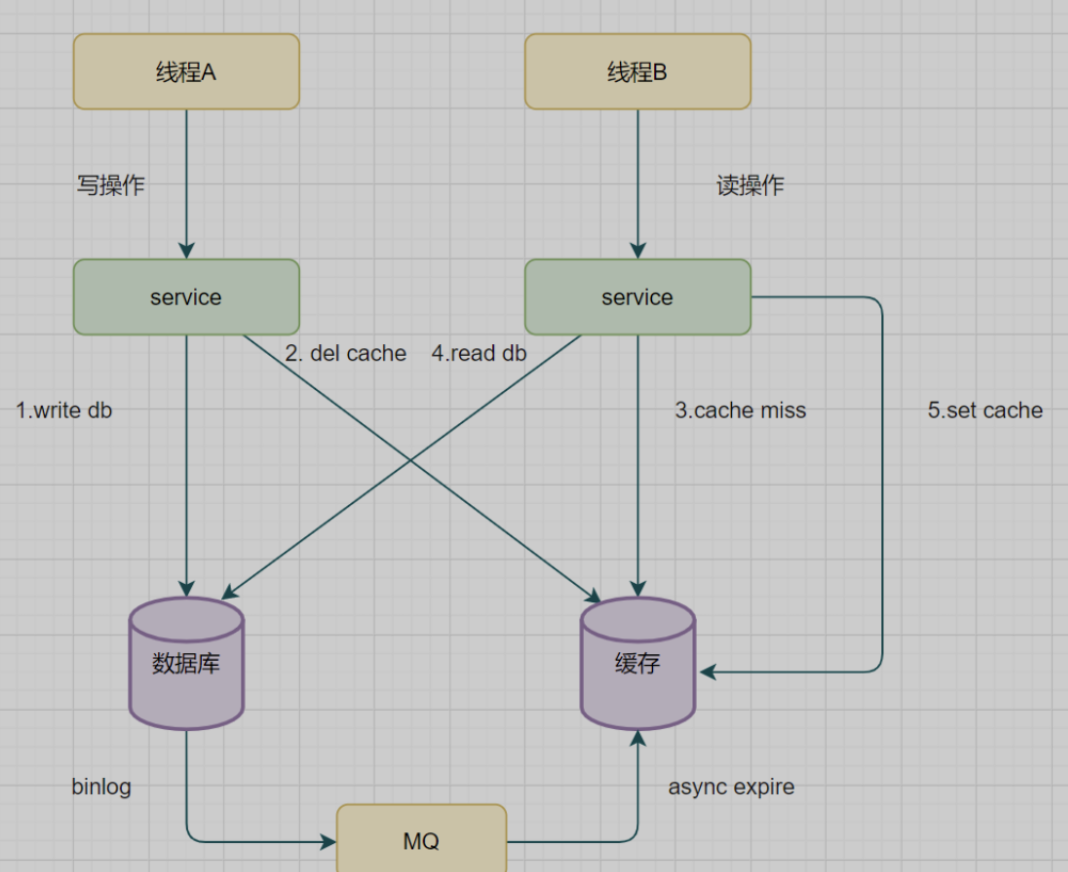 线程A
线程B
写操作
读操作
service
service
2. del cache
4.read db
1.write db
3.cache miss
5.set cache
数据库
缓存
binlog
async expire
MQ